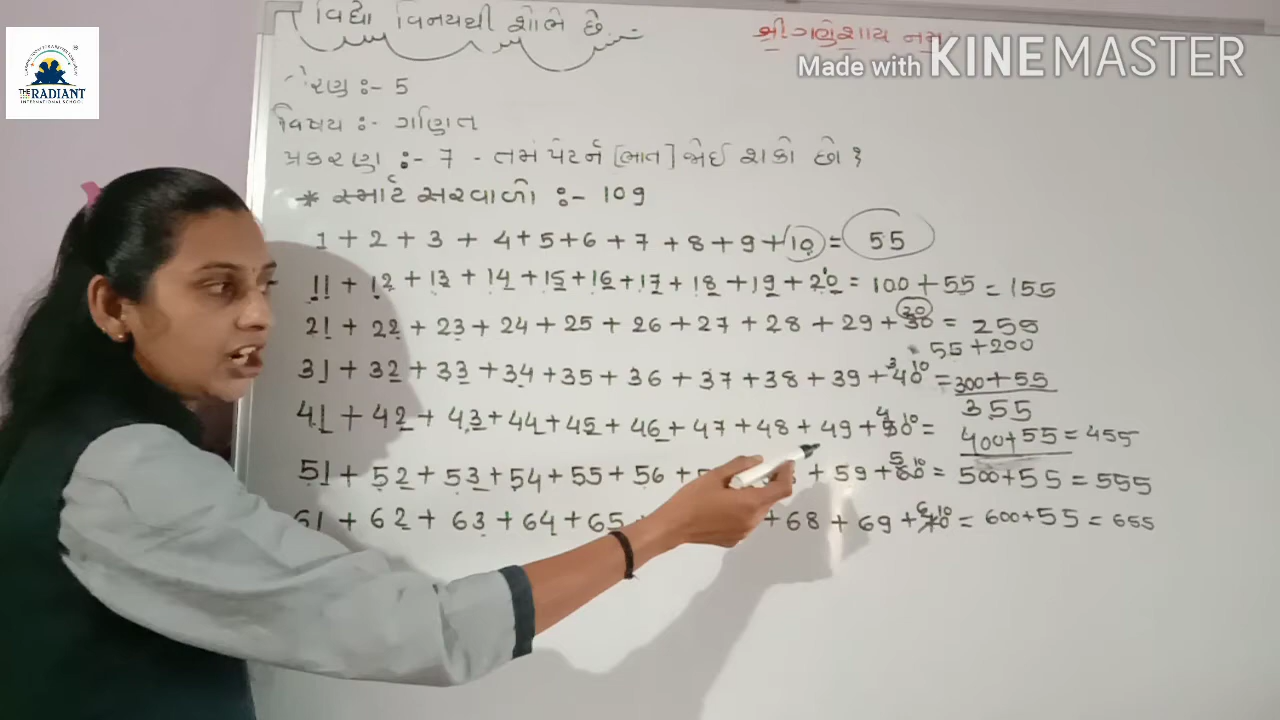 વિદ્યા વિનયથી શોભે છે.
શ્રી ગણેશાય નમ:
Made with KINEMASTER
THE RADIANT
INTERNATIONAL SCHOOL
ધોરણ :- 5
વિષય :- ગણિત
પ્રકરણ :- 7 - તમે પેટર્ન [ભાત] જોઈ શકો છો ?
* સ્માર્ટ સરવાળો :- 109
1 + 2 + 3 + 4 + 5 + 6 + 7 + 8 + 9 + 10 = 55
11 + 12 + 13 + 14 + 15 + 16 + 17 + 18 + 19 + 20 = 100 + 55 = 155
21 + 22 + 23 + 24 + 25 + 26 + 27 + 28 + 29 + 30 = 255
55 + 200
31 + 32 + 33 + 34 + 35 + 36 + 37 + 38 + 39 + 40 = 300 + 55
355
41 + 42 + 43 + 44 + 45 + 46 + 47 + 48 + 49 + 50 = 400 + 55 = 455
51 + 52 + 53 + 54 + 55 + 56 + + 59 + 60 = 500 + 55 = 555
61 + 62 + 63 + 64 + 65 + + 68 + 69 + 70 = 600 + 55 = 655